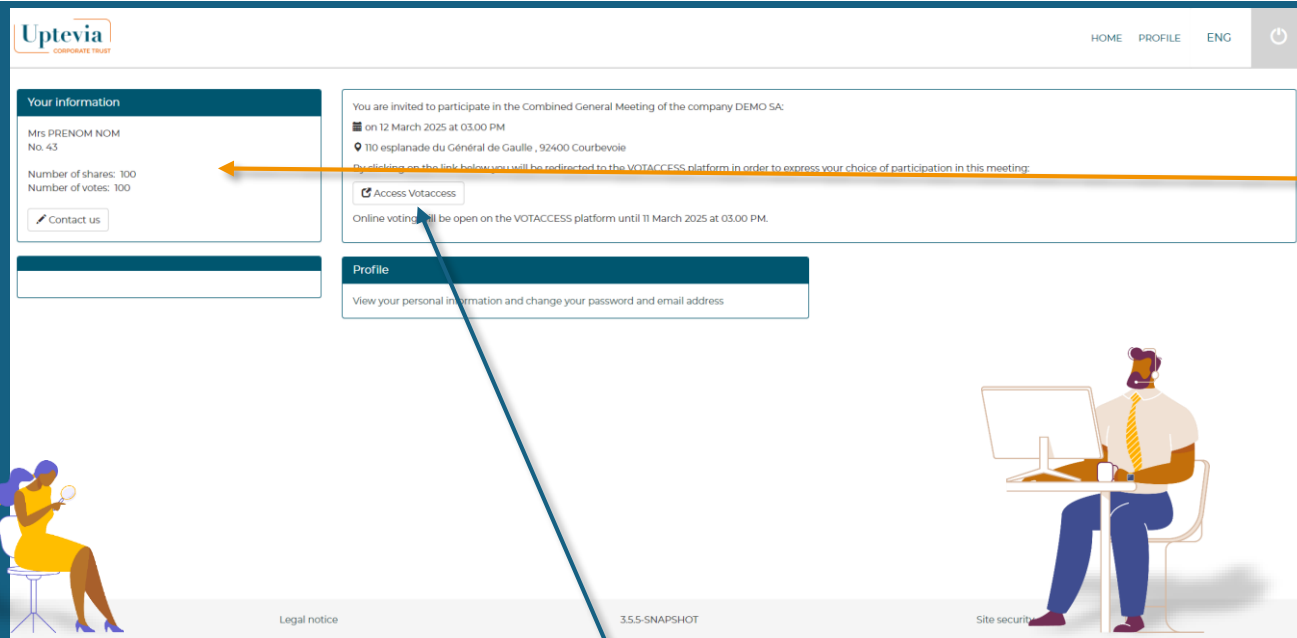 Uptevia
CORPORATE TRUST
HOME PROFILE ENG
Your information
Mrs PRENOM NOM
No. 43
Number of shares: 100
Number of votes: 100
Contact us
You are invited to participate in the Combined General Meeting of the company DEMO SA:
on 12 March 2025 at 03.00 PM
110 esplanade du Général de Gaulle , 92400 Courbevoie
By clicking on the link below you will be redirected to the VOTACCESS platform in order to express your choice of participation in this meeting:
Access Votaccess
Online voting will be open on the VOTACCESS platform until 11 March 2025 at 03.00 PM.
Profile
View your personal information and change your password and email address
Legal notice
3.5.5-SNAPSHOT
Site security